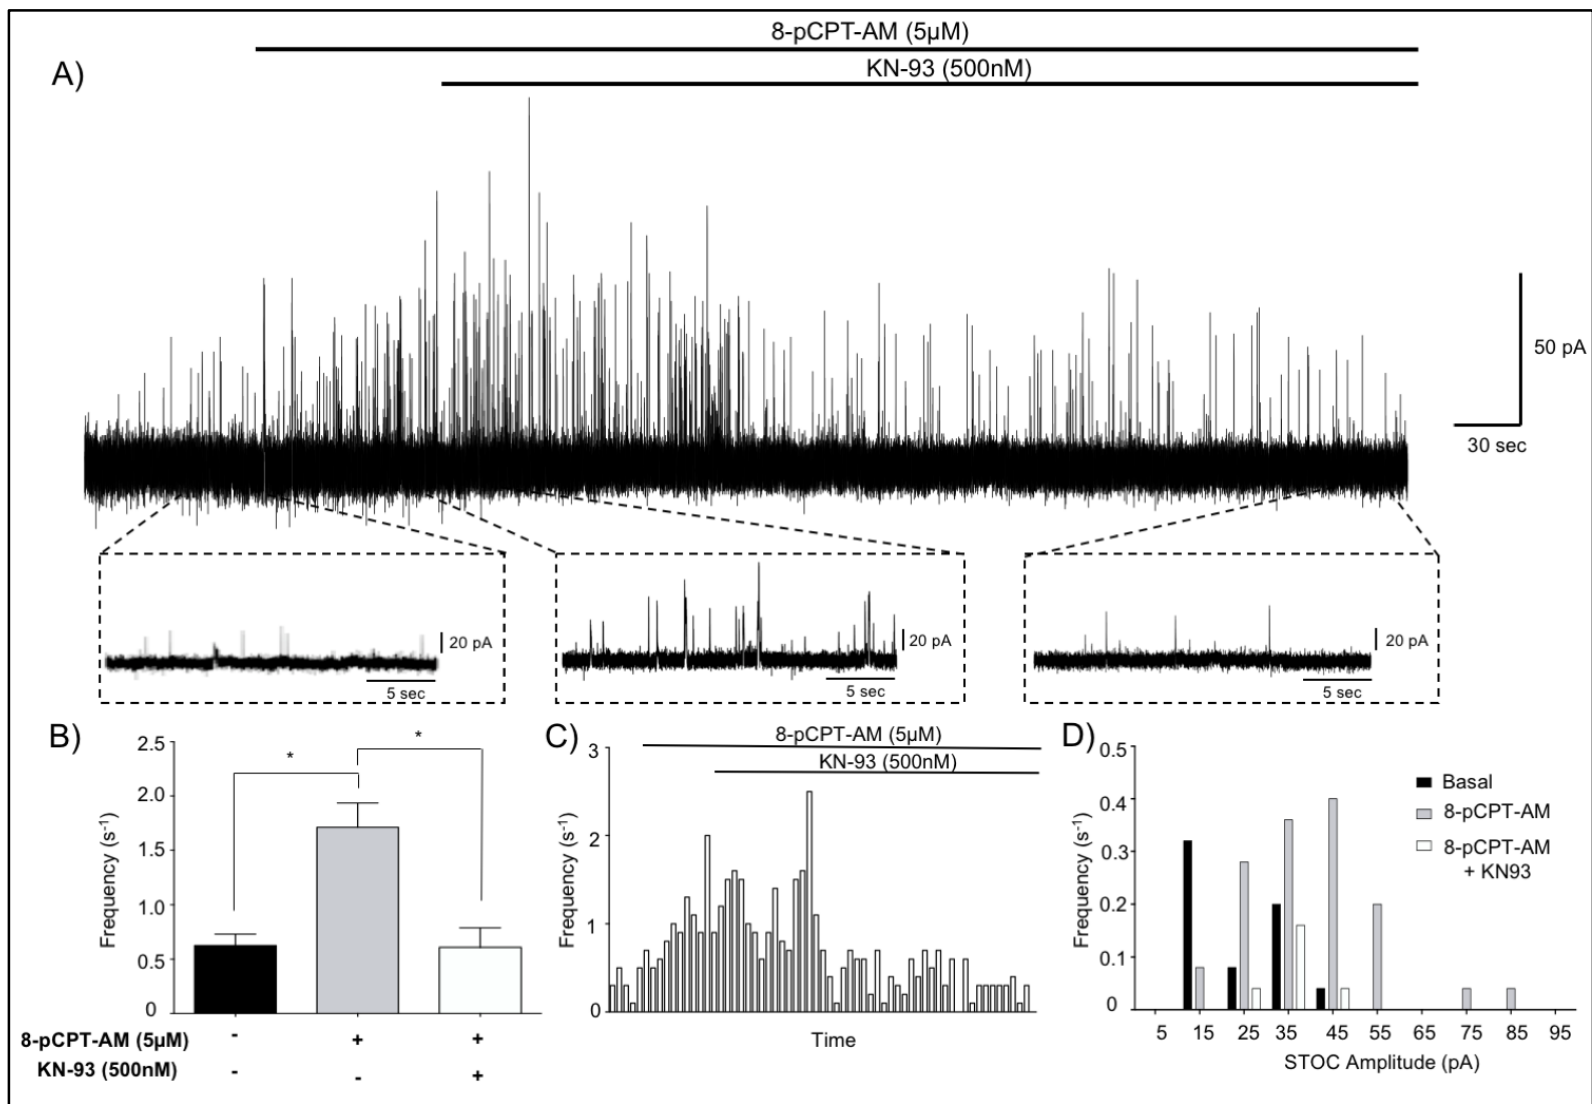 8-pCPT-AM (5µM)
A)
KN-93 (500nM)
50 pA
30 sec
20 pA
5 sec
20 pA
5 sec
20 pA
5 sec
B)
2.5
2.0
1.5
1.0
0.5
0
Frequency (s-1)
*
*
8-pCPT-AM (5µM) - + +
KN-93 (500nM) - - +
C)
8-pCPT-AM (5µM)
KN-93 (500nM)
3
2
1
0
Frequency (s-1)
Time
D)
0.5
0.4
0.3
0.2
0.1
0
Frequency (s-1)
Basal
8-pCPT-AM
8-pCPT-AM
+ KN93
5 15 25 35 45 55 65 75 85 95
STOC Amplitude (pA)